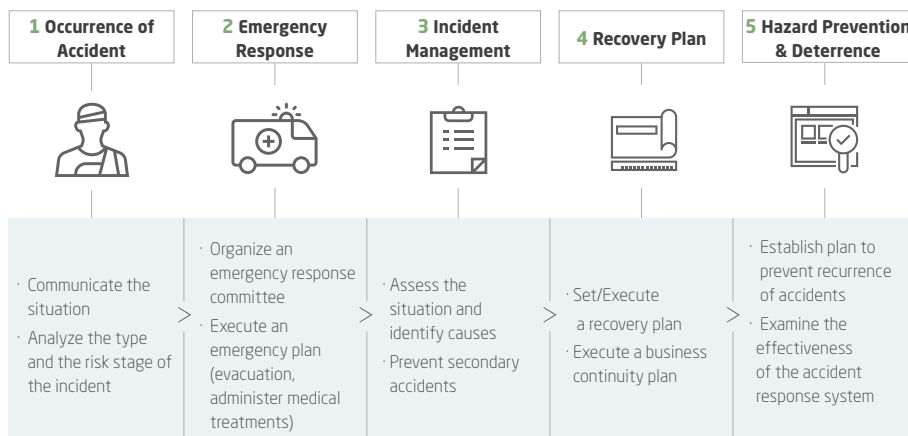 1 Occurrence of
Accident
2 Emergency
Response
3 Incident
Management
4 Recovery Plan
5 Hazard Prevention
& Deterrence
· Communicate the
situation
· Analyze the type
and the risk stage of
the incident
>
· Organize an
emergency response
committee
· Execute an
emergency plan
(evacuation,
administer medical
treatments)
>
· Assess the
situation and
identify causes
· Prevent secondary
accidents
>
· Set/Execute
a recovery plan
· Execute a business
continuity plan
>
· Establish plan to
prevent recurrence
of accidents
· Examine the
effectiveness
of the accident
response system